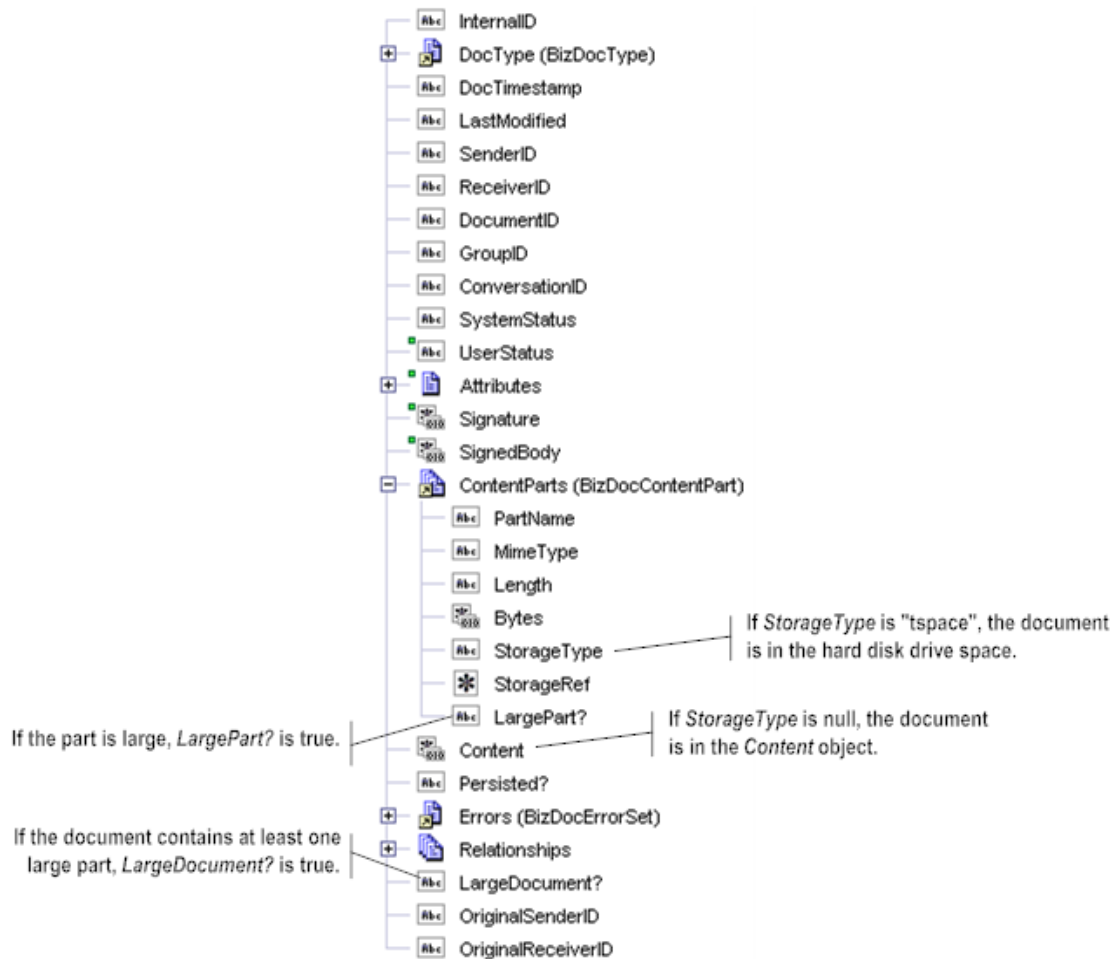 InternalID
DocType (BizDocType)
DocTimestamp
LastModified
SenderID
ReceiverID
DocumentID
GroupID
ConversationID
SystemStatus
UserStatus
Attributes
Signature
SignedBody
ContentParts (BizDocContentPart)
PartName
MimeType
Length
Bytes
StorageType
If StorageType is "tspace", the document
is in the hard disk drive space.
StorageRef
LargePart?
If the part is large, LargePart? is true.
Content
If StorageType is null, the document
is in the Content object.
Persisted?
Errors (BizDocErrorSet)
Relationships
If the document contains at least one
large part, LargeDocument? is true.
LargeDocument?
OriginalSenderID
OriginalReceiverID